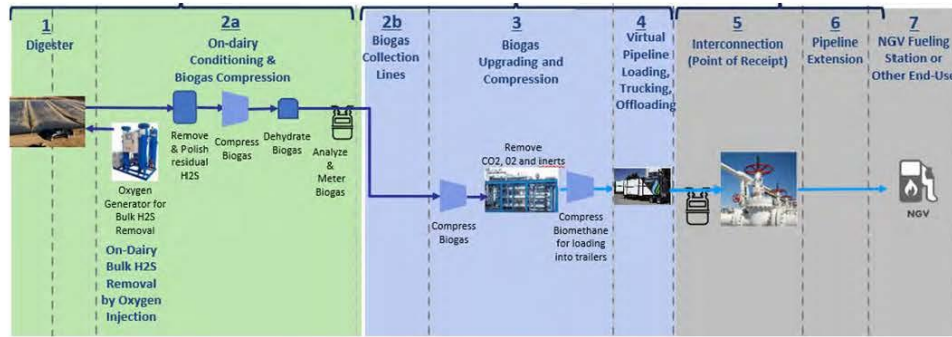 1
Digester
2a
On-dairy
Conditioning &
Biogas Compression
2b
Biogas
Collection
Lines
3
Biogas
Upgrading and
Compression
4
Virtual
Pipeline
Loading,
Trucking,
Offloading
5
Interconnection
(Point of Receipt)
6
Pipeline
Extension
7
NGV Fueling
Station or
Other End-Use
Oxygen
Generator for
Bulk H2S
Removal
On-Dairy
Bulk H2S
Removal
by Oxygen
Injection
Remove
& Polish
residual
H2S
Compress
Biogas
Dehydrate
Biogas
Analyze
&
Meter
Biogas
Compress
Biogas
Remove
CO2, 02 and inerts
Compress
Biomethane
for loading
into trailers
NGV